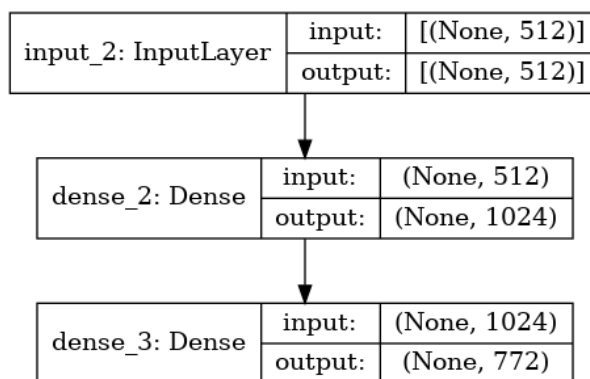 input_2: InputLayer
input: [(None, 512)]
output: [(None, 512)]
dense_2: Dense
input: (None, 512)
output: (None, 1024)
dense_3: Dense
input: (None, 1024)
output: (None, 772)